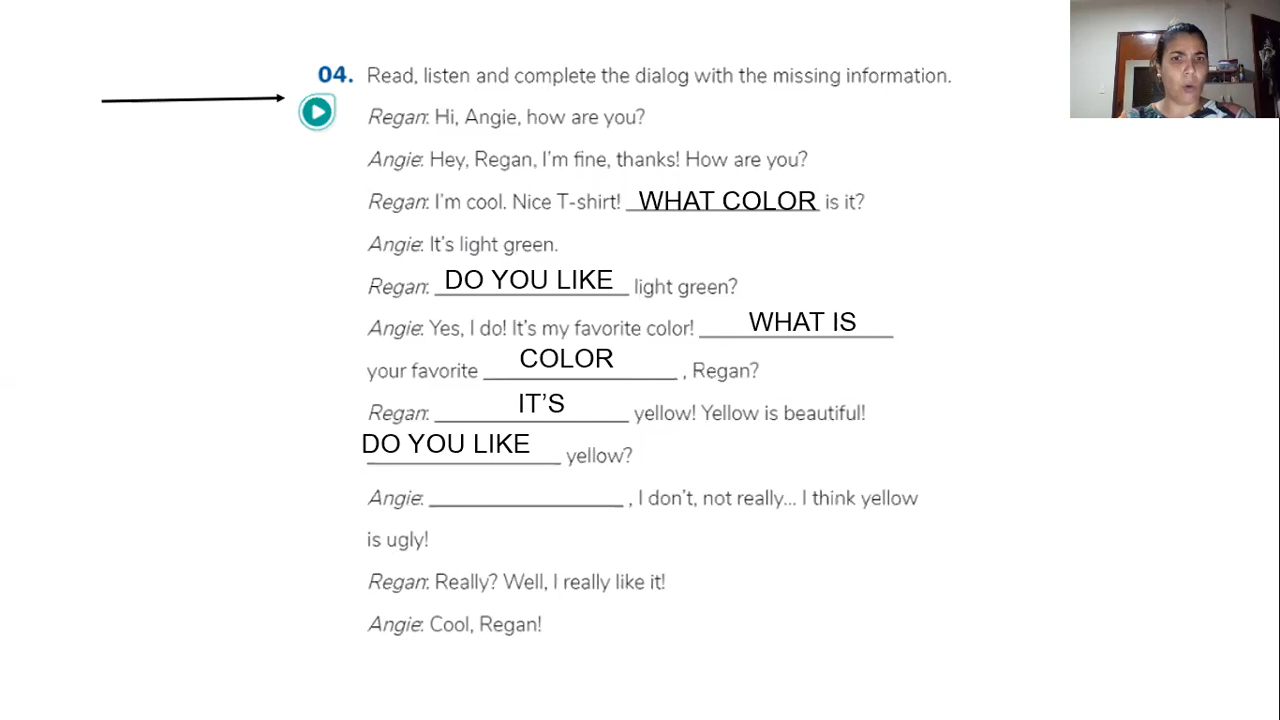 04. Read, listen and complete the dialog with the missing information.
Regan: Hi, Angie, how are you?
Angie: Hey, Regan, I'm fine, thanks! How are you?
Regan: I'm cool. Nice T-shirt! WHAT COLOR is it?
Angie: It's light green.
Regan: DO YOU LIKE light green?
Angie: Yes, I do! It's my favorite color! WHAT IS
your favorite COLOR , Regan?
Regan: IT'S yellow! Yellow is beautiful!
DO YOU LIKE yellow?
Angie: ____________________ , I don't, not really... I think yellow
is ugly!
Regan: Really? Well, I really like it!
Angie: Cool, Regan!